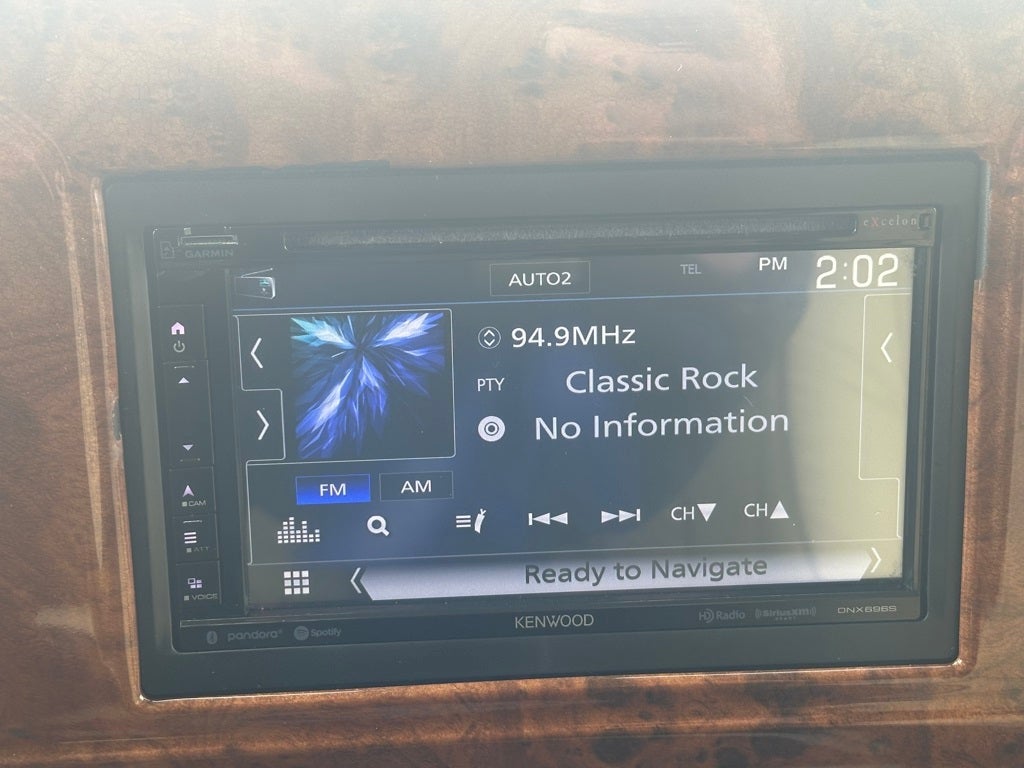 GARMIN
eXcelon
AUTO2
TEL
PM 2:02
94.9MHz
PTY Classic Rock
No Information
FM AM
CAM
CH▼ CH▲
ATT
Ready to Navigate
VOICE
pandora® Spotify KENWOOD HD Radio SiriusXM DNX696S